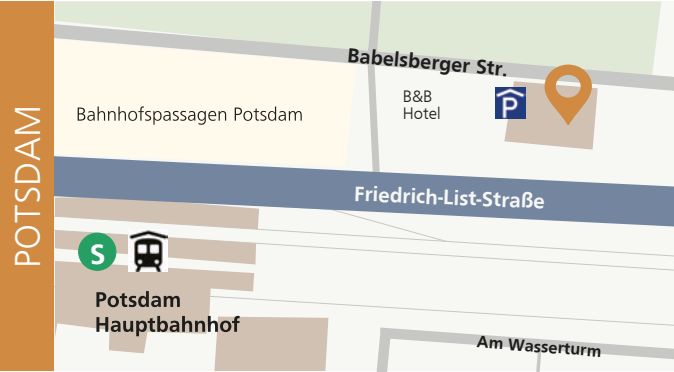 POTSDAM
Babelsberger Str.
B&B
Hotel
P
Bahnhofspassagen Potsdam
Friedrich-List-Straße
S
Potsdam
Hauptbahnhof
Am Wasserturm